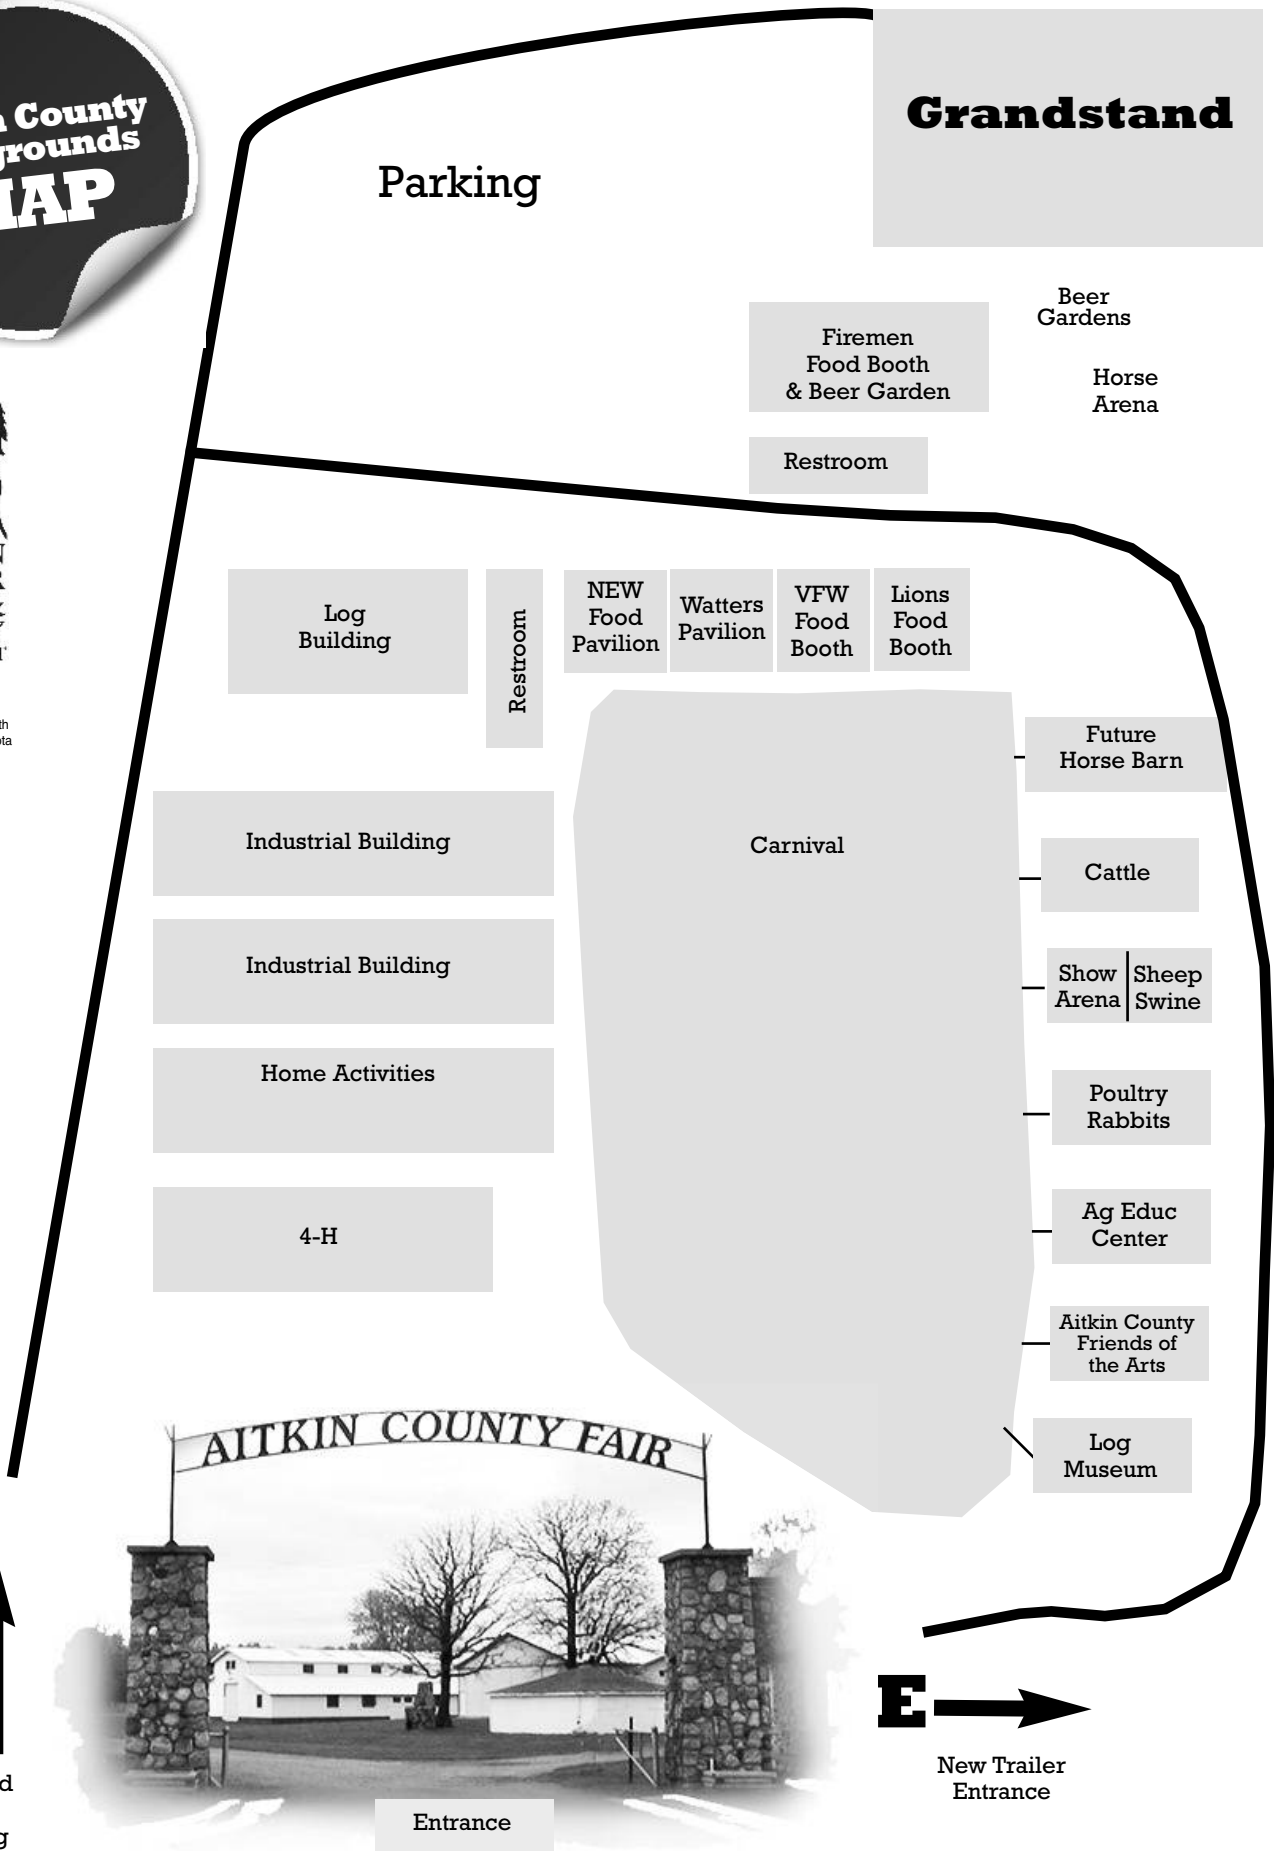 County
MAP
Grandstand
Parking
Beer
Gardens
Firemen
Food Booth
& Beer Garden
Horse
Arena
Restroom
Log
Building
Restroom
NEW
Food
Pavilion
Watters
Pavilion
VFW
Food
Booth
Lions
Food
Booth
Future
Horse Barn
Industrial Building
Carnival
Cattle
Industrial Building
Show
Arena
Sheep
Swine
Home Activities
Poultry
Rabbits
4-H
Ag Educ
Center
Aitkin County
Friends of
the Arts
AITKIN COUNTY FAIR
Log
Museum
E
New Trailer
Entrance
Entrance